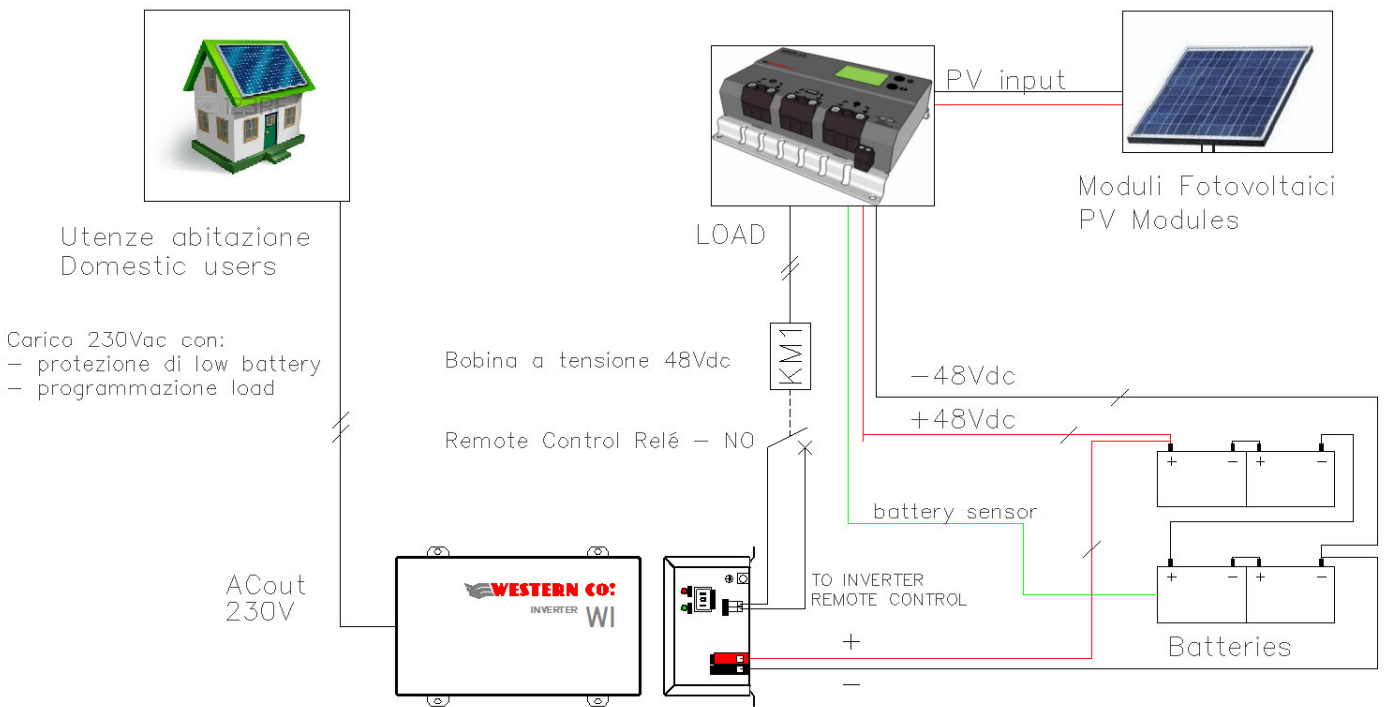 PV input
Moduli Fotovoltaici
PV Modules
Utenze abitazione
Domestic users
LOAD
Carico 230Vac con:
– protezione di low battery
– programmazione load
Bobina a tensione 48Vdc
KM1
–48Vdc
+48Vdc
Remote Control Relé – NO
+ – + –
battery sensor
+ – + –
ACout
230V
WESTERN CO:
INVERTER WI
TO INVERTER
REMOTE CONTROL
+
–
Batteries